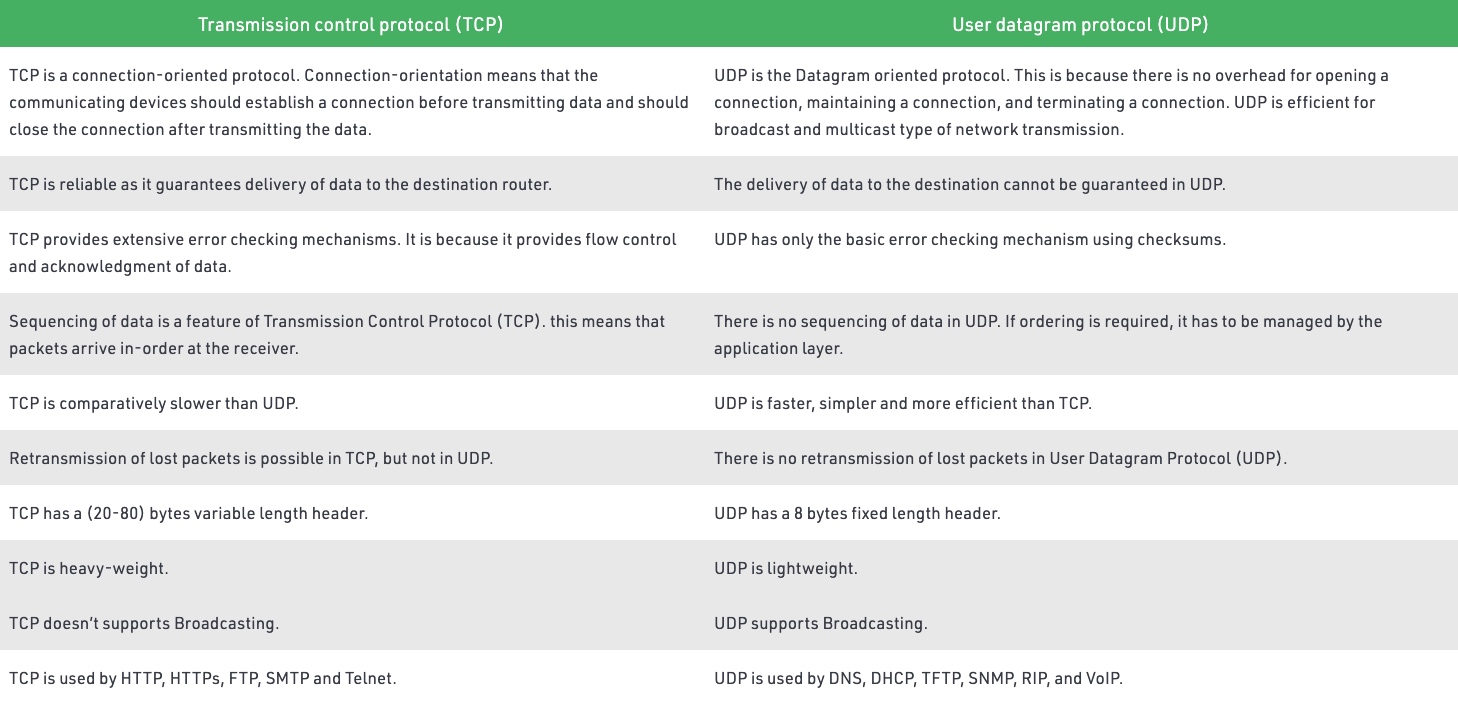 Transmission control protocol (TCP)
User datagram protocol (UDP)
TCP is a connection-oriented protocol. Connection-orientation means that the
communicating devices should establish a connection before transmitting data and should
close the connection after transmitting the data.
UDP is the Datagram oriented protocol. This is because there is no overhead for opening a
connection, maintaining a connection, and terminating a connection. UDP is efficient for
broadcast and multicast type of network transmission.
TCP is reliable as it guarantees delivery of data to the destination router.
The delivery of data to the destination cannot be guaranteed in UDP.
TCP provides extensive error checking mechanisms. It is because it provides flow control
and acknowledgment of data.
UDP has only the basic error checking mechanism using checksums.
Sequencing of data is a feature of Transmission Control Protocol (TCP). this means that
packets arrive in-order at the receiver.
There is no sequencing of data in UDP. If ordering is required, it has to be managed by the
application layer.
TCP is comparatively slower than UDP.
UDP is faster, simpler and more efficient than TCP.
Retransmission of lost packets is possible in TCP, but not in UDP.
There is no retransmission of lost packets in User Datagram Protocol (UDP).
TCP has a (20-80) bytes variable length header.
UDP has a 8 bytes fixed length header.
TCP is heavy-weight.
UDP is lightweight.
TCP doesn’t supports Broadcasting.
UDP supports Broadcasting.
TCP is used by HTTP, HTTPs, FTP, SMTP and Telnet.
UDP is used by DNS, DHCP, TFTP, SNMP, RIP, and VoIP.